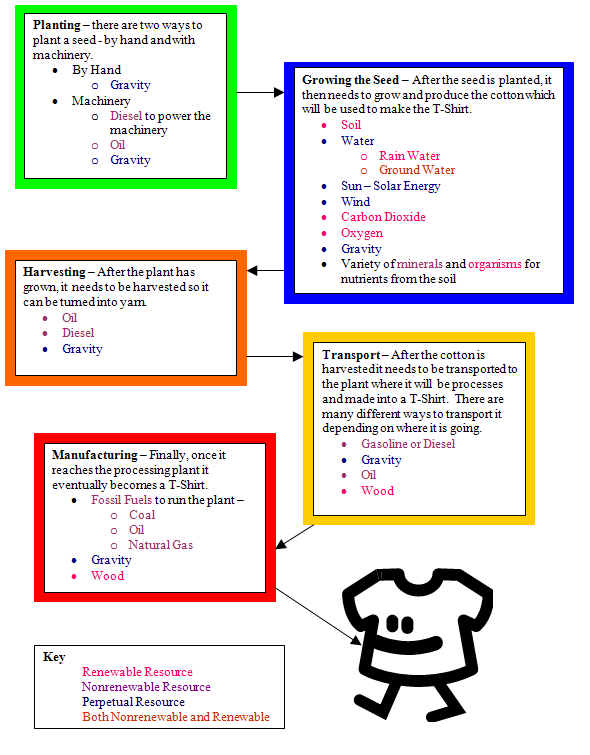 Planting – there are two ways to
plant a seed - by hand and with
machinery.
• By Hand
o Gravity
• Machinery
o Diesel to power the
machinery
o Oil
o Gravity
Growing the Seed – After the seed is planted, it
then needs to grow and produce the cotton which
will be used to make the T-Shirt.
• Soil
• Water
o Rain Water
o Ground Water
• Sun – Solar Energy
• Wind
• Carbon Dioxide
• Oxygen
• Gravity
• Variety of minerals and organisms for
nutrients from the soil
Harvesting – After the plant has
grown, it needs to be harvested so it
can be turned into yarn.
• Oil
• Diesel
• Gravity
Transport – After the cotton is
harvested it needs to be transported to
the plant where it will be processes
and made into a T-Shirt. There are
many different ways to transport it
depending on where it is going.
• Gasoline or Diesel
• Gravity
• Oil
• Wood
Manufacturing – Finally, once it
reaches the processing plant it
eventually becomes a T-Shirt.
• Fossil Fuels to run the plant –
o Coal
o Oil
o Natural Gas
• Gravity
• Wood
Key
Renewable Resource
Nonrenewable Resource
Perpetual Resource
Both Nonrenewable and Renewable